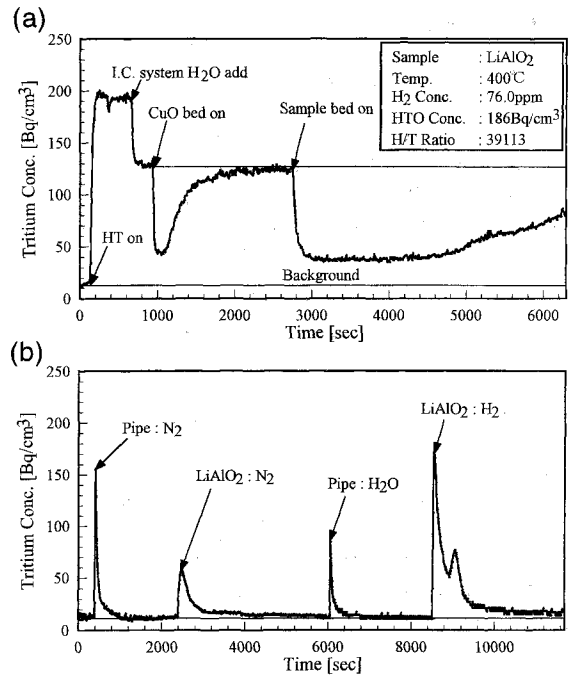 (a)
250
200
150
100
50
0
Tritium Conc. [Bq/cm3]
I.C. system H2O add
CuO bed on
Sample bed on
HT on
Background
Sample : LiAlO2
Temp. : 400℃
H2 Conc. : 76.0ppm
HTO Conc. : 186Bq/cm3
H/T Ratio : 39113
0 1000 2000 3000 4000 5000 6000
Time [sec]
(b)
250
200
150
100
50
0
Tritium Conc. [Bq/cm3]
Pipe : N2
LiAlO2 : N2
Pipe : H2O
LiAlO2 : H2
0 2000 4000 6000 8000 10000
Time [sec]